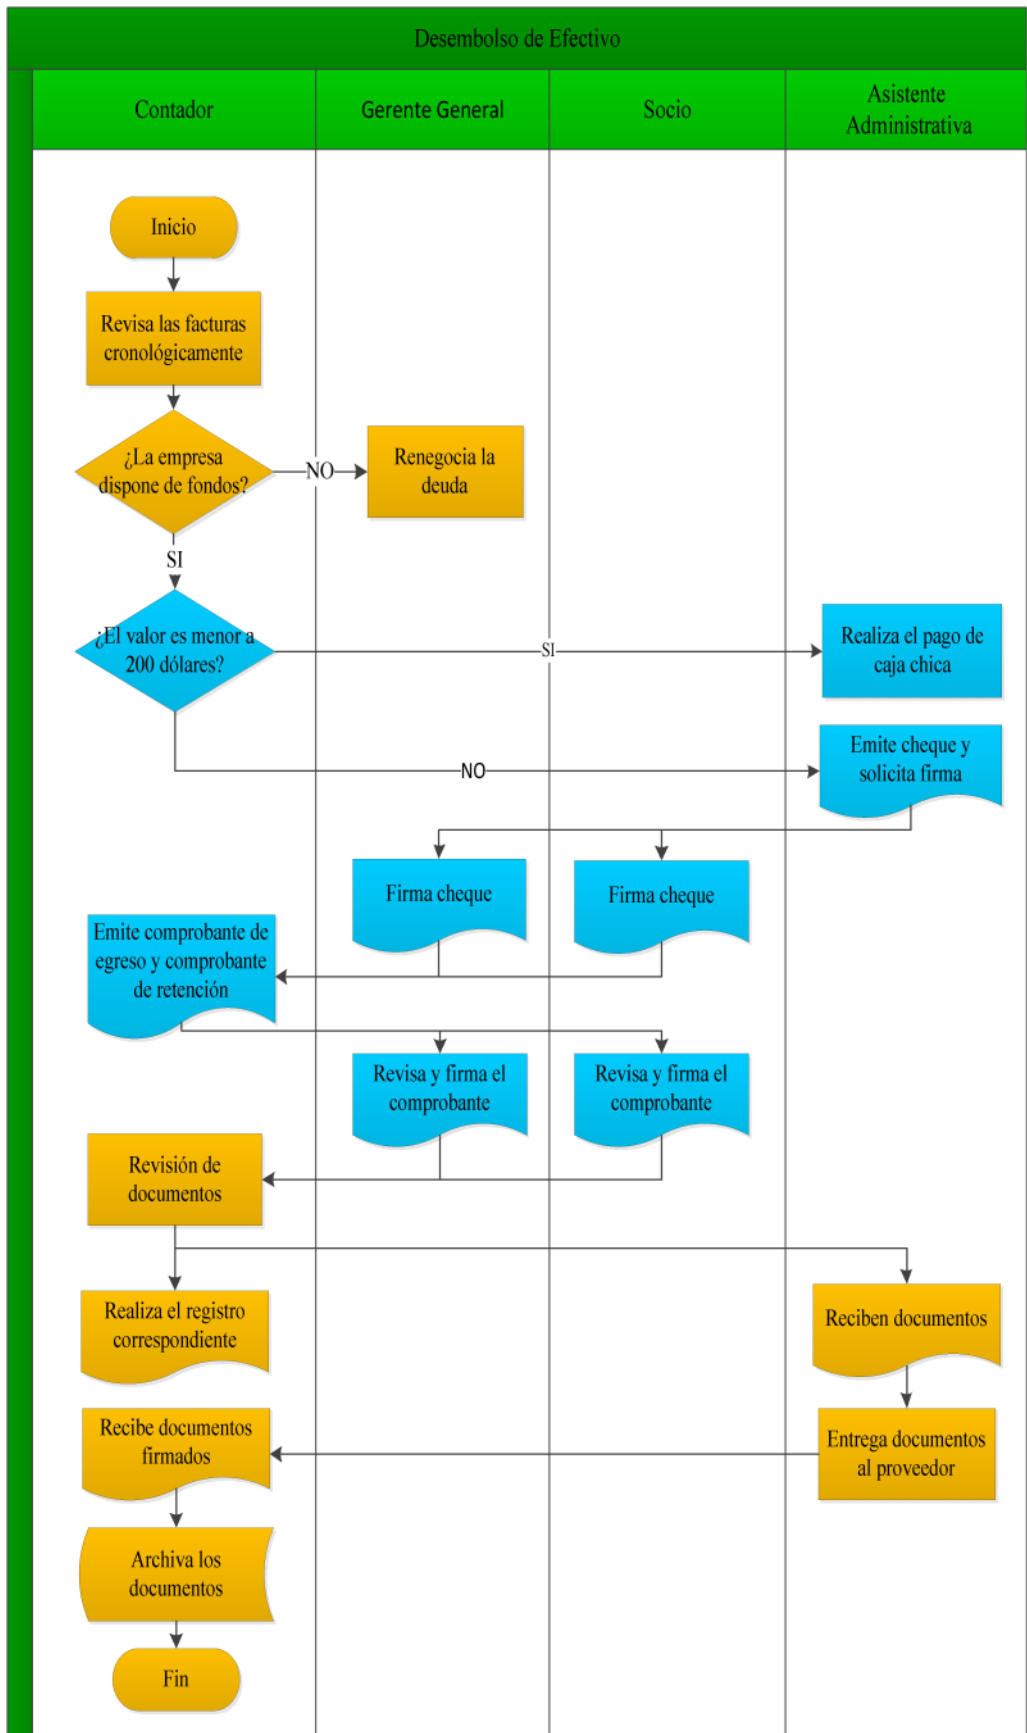 Desembolso de Efectivo
Contador
Gerente General
Socio
Asistente
Administrativa
Inicio
Revisa las facturas
cronológicamente
¿La empresa
dispone de fondos?
NO
Renegocia la
deuda
SI
¿El valor es menor a
200 dólares?
SI
Realiza el pago de
caja chica
NO
Emite cheque y
solicita firma
Firma cheque
Firma cheque
Emite comprobante de
egreso y comprobante
de retención
Revisa y firma el
comprobante
Revisa y firma el
comprobante
Revisión de
documentos
Realiza el registro
correspondiente
Reciben documentos
Recibe documentos
firmados
Entrega documentos
al proveedor
Archiva los
documentos
Fin